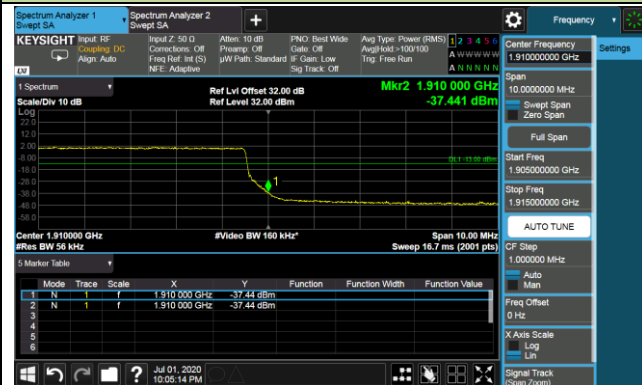 Spectrum Analyzer 1
Swept SA
Spectrum Analyzer 2
Swept SA
+
Frequency
KEYSIGHT
Input: RF
Coupling: DC
Align: Auto
Input Z: 50 Ω
Corrections: Off
Freq Ref: Int (S)
NFE: Adaptive
Atten: 10 dB
Preamp: Off
µW Path: Standard
PNO: Best Wide
Gate: Off
IF Gain: Low
Sig Track: Off
Avg Type: Power (RMS)
Avg|Hold:>100/100
Trig: Free Run
1 2 3 4 5 6
A W W W W W
A N N N N N
LXI
1 Spectrum
Scale/Div 10 dB
Ref Lvl Offset 32.00 dB
Ref Level 32.00 dBm
Mkr2 1.910 000 GHz
-37.441 dBm
Log
22.0
12.0
2.00
-8.00
-18.0
-28.0
-38.0
-48.0
-58.0
DL1 -13.00 dBm
1
Center 1.910000 GHz
#Res BW 56 kHz
#Video BW 160 kHz*
Span 10.00 MHz
Sweep 16.7 ms (2001 pts)
5 Marker Table
Mode Trace Scale X Y Function Function Width Function Value
1 N 1 f 1.910 000 GHz -37.44 dBm
2 N 1 f 1.910 000 GHz -37.44 dBm
3
4
5
6
Jul 01, 2020
10:05:14 PM
Center Frequency
1.910000000 GHz
Settings
Span
10.0000000 MHz
Swept Span
Zero Span
Full Span
Start Freq
1.905000000 GHz
Stop Freq
1.915000000 GHz
AUTO TUNE
CF Step
1.000000 MHz
Auto
Man
Freq Offset
0 Hz
X Axis Scale
Log
Lin
Signal Track
(Span Zoom)